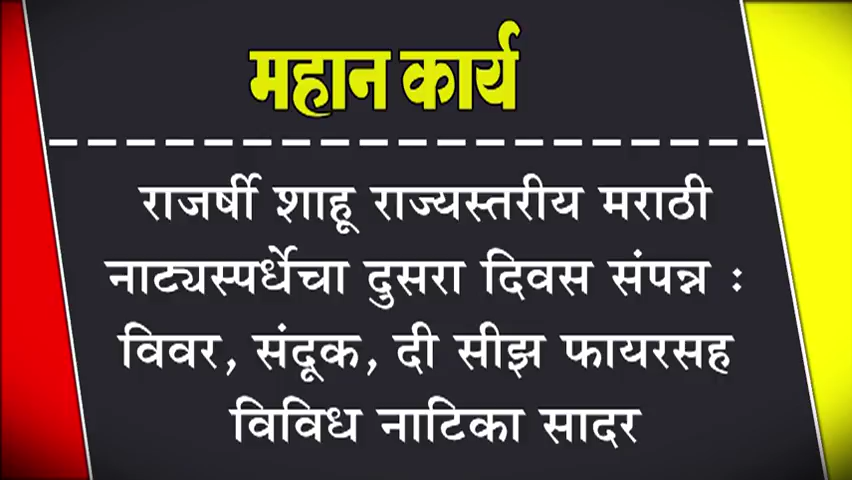 महान कार्य
राजर्षी शाहू राज्यस्तरीय मराठी
नाट्यस्पर्धेचा दुसरा दिवस संपन्न :
विवर, संदूक, दी सीझ फायरसह
विविध नाटिका सादर